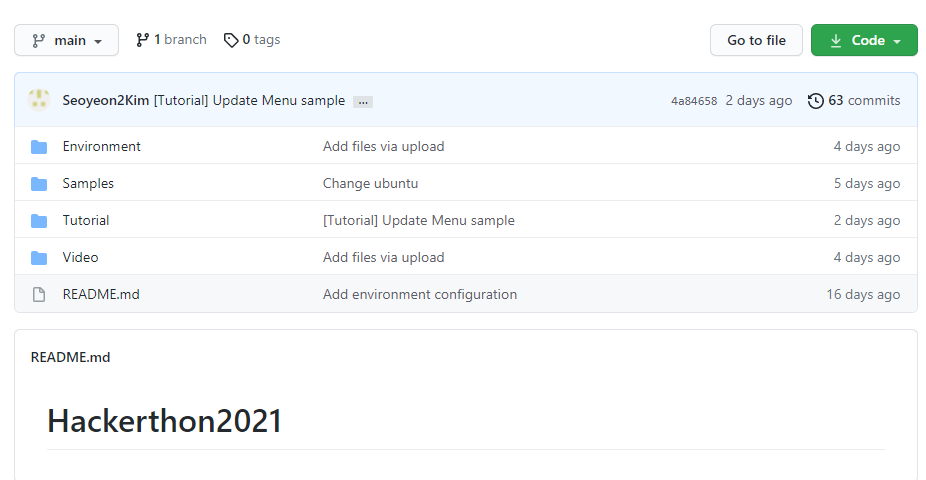 main 1 branch 0 tags Go to file Code
Seoyeon2Kim [Tutorial] Update Menu sample ... 4a84658 2 days ago 63 commits
Environment Add files via upload 4 days ago
Samples Change ubuntu 5 days ago
Tutorial [Tutorial] Update Menu sample 2 days ago
Video Add files via upload 4 days ago
README.md Add environment configuration 16 days ago
README.md
Hackerthon2021